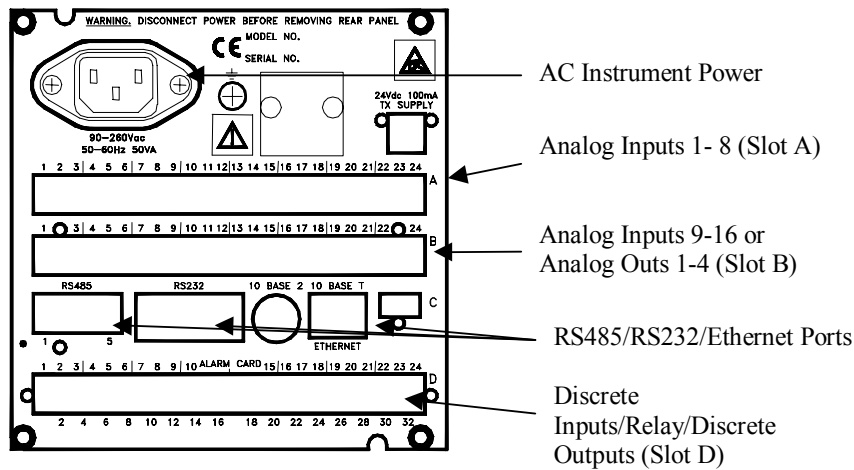 WARNING. DISCONNECT POWER BEFORE REMOVING REAR PANEL
MODEL NO.
SERIAL NO.
CE
24Vdc 100mA
TX SUPPLY
90-260Vac
50-60Hz 50VA
AC Instrument Power
1 2 3 4 5 6 7 8 9 10 11 12 13 14 15 16 17 18 19 20 21 22 23 24
A
Analog Inputs 1- 8 (Slot A)
1 3 4 5 6 7 8 9 10 11 12 13 14 15 16 17 18 19 20 21 22 24
B
Analog Inputs 9-16 or
Analog Outs 1-4 (Slot B)
RS485 RS232 10 BASE 2 10 BASE T
C
1 5
ETHERNET
RS485/RS232/Ethernet Ports
1 2 3 4 5 6 7 8 9 10 ALARM CARD 15 16 17 18 19 20 21 22 23 24
D
2 4 6 8 10 12 14 16 18 20 22 24 26 28 30 32
Discrete
Inputs/Relay/Discrete
Outputs (Slot D)